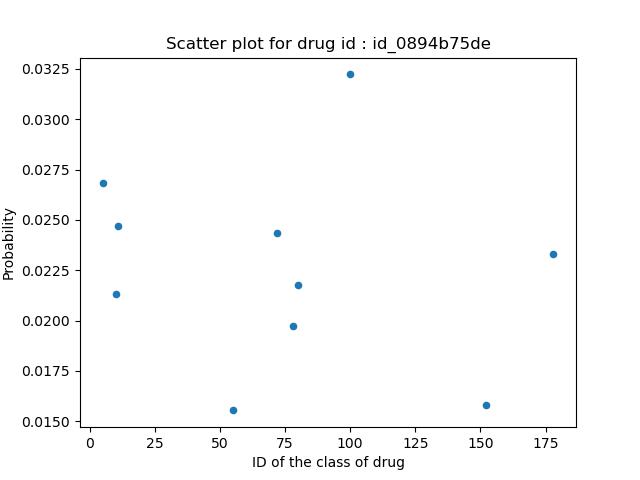 Scatter plot for drug id : id_0894b75de
Probability
0.0325
0.0300
0.0275
0.0250
0.0225
0.0200
0.0175
0.0150
0 25 50 75 100 125 150 175
ID of the class of drug